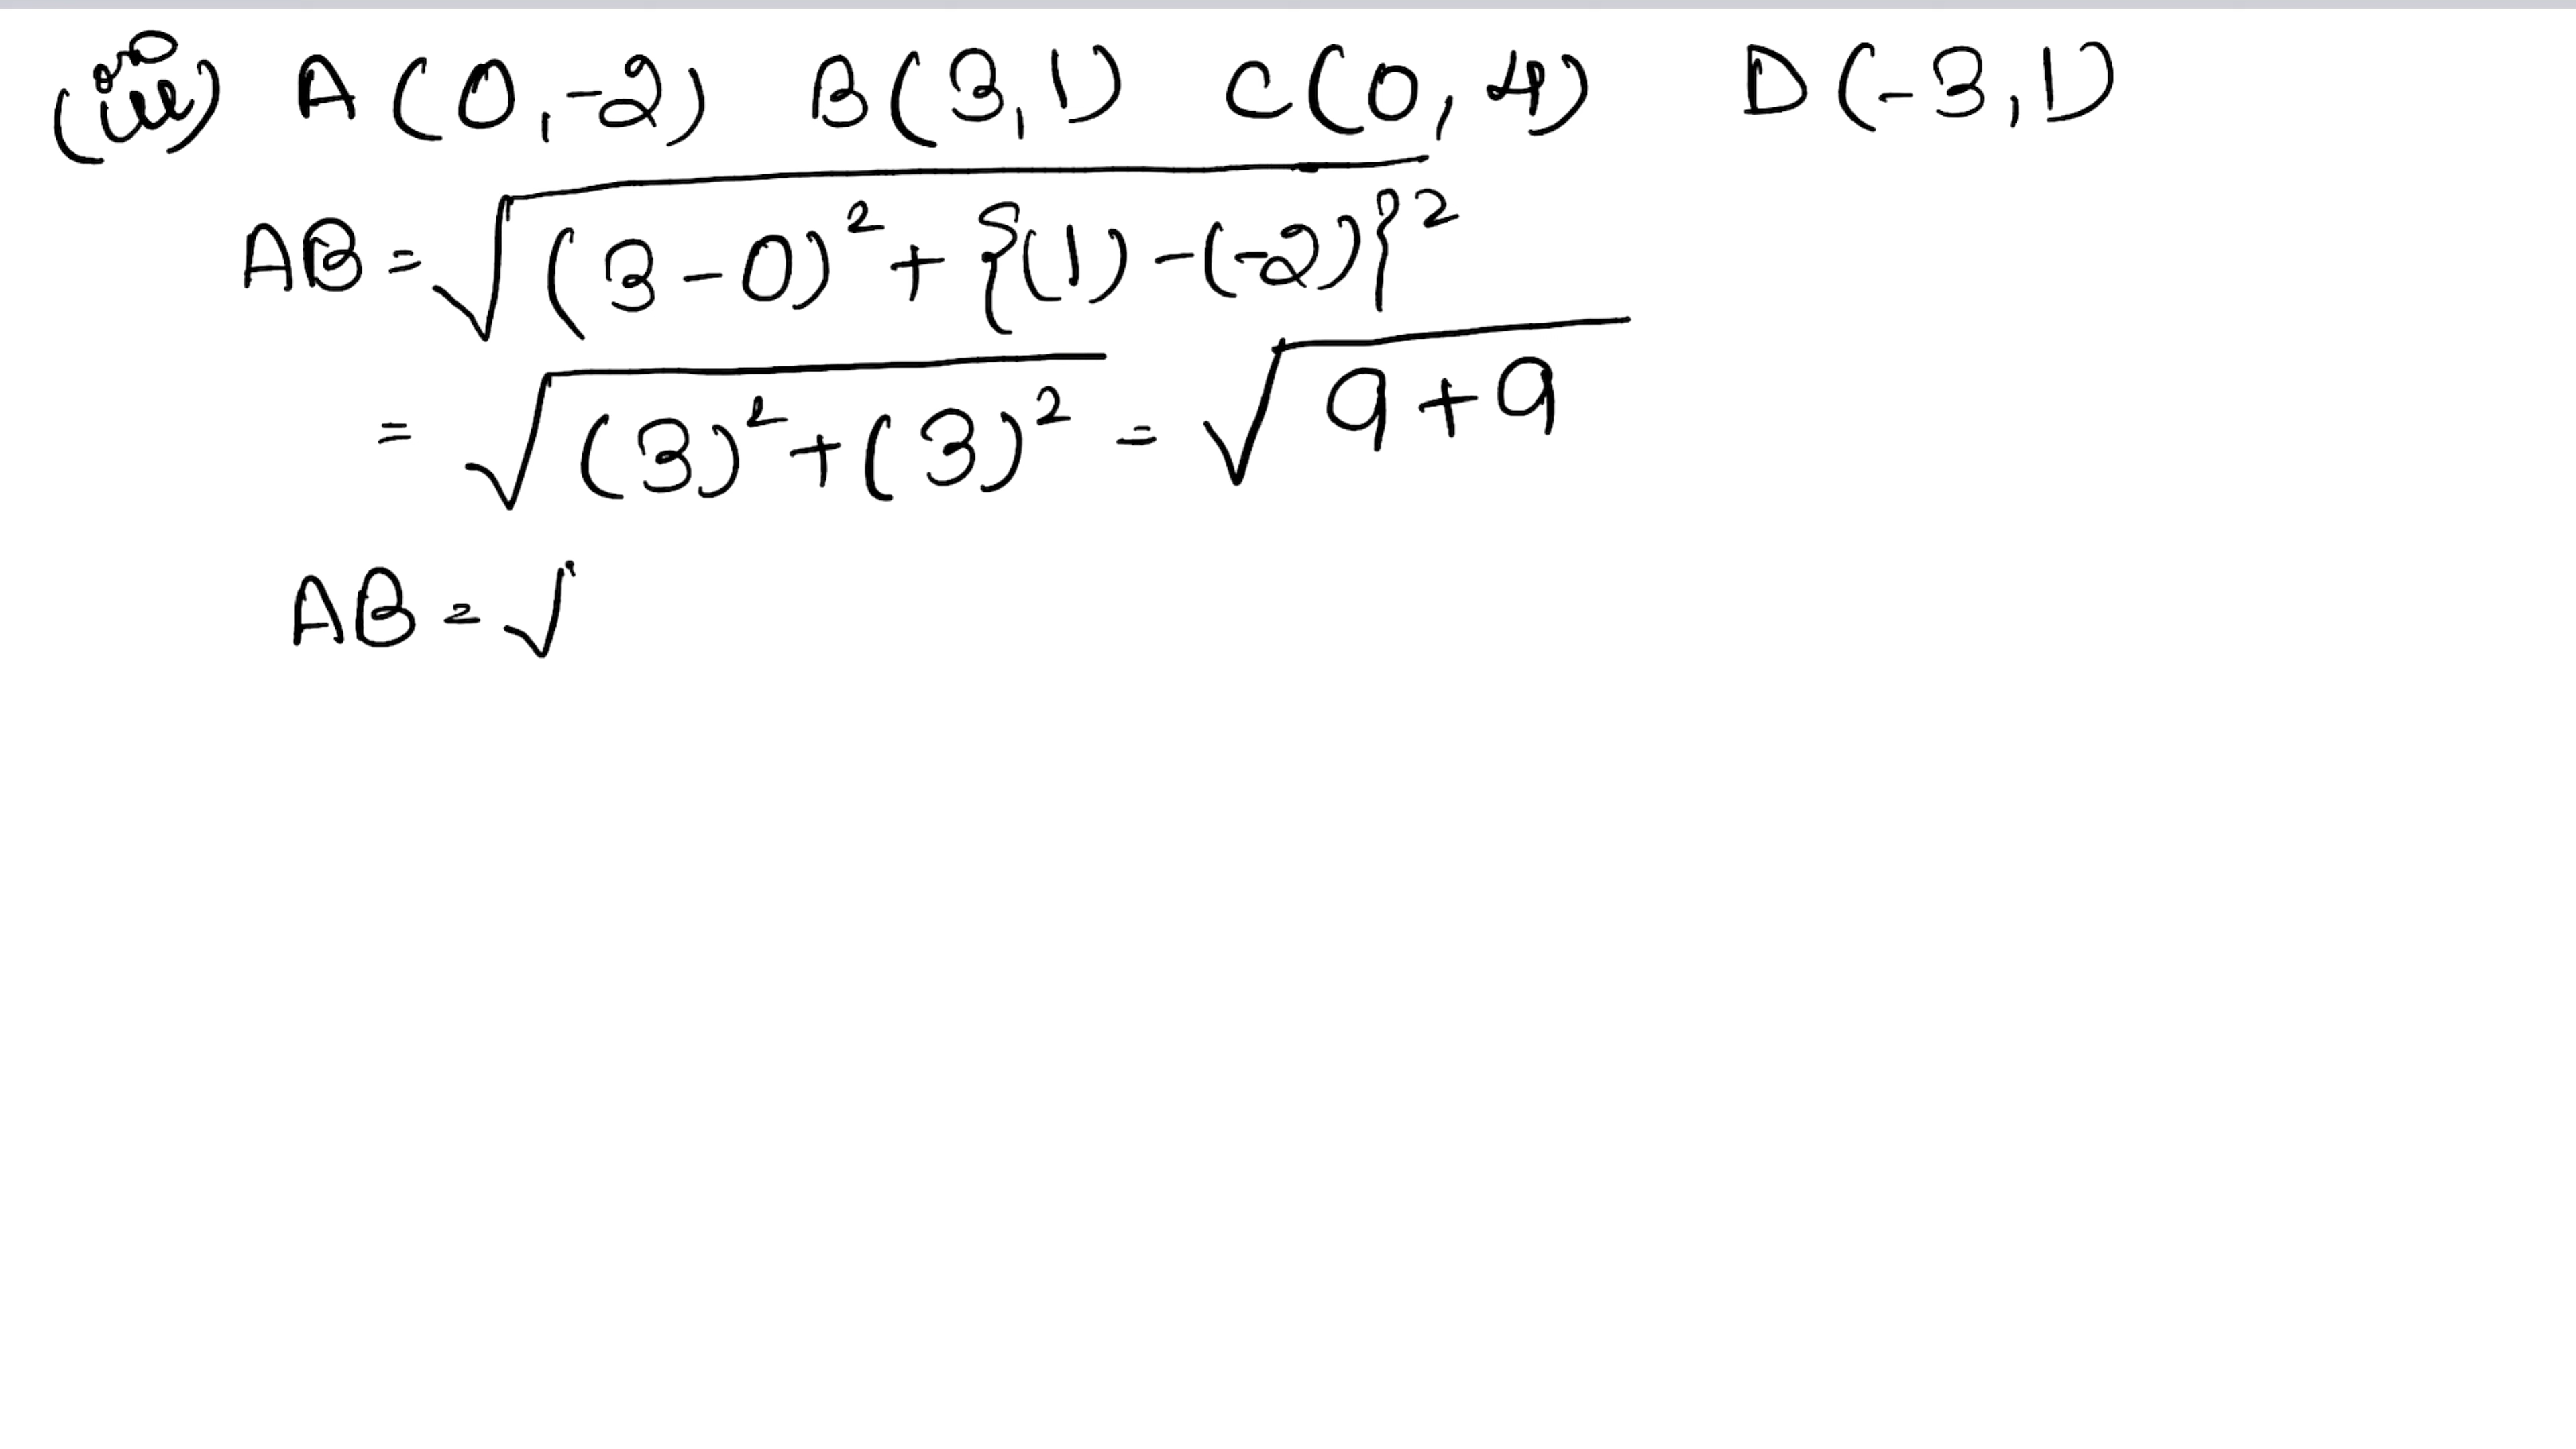 (iii) A(0,-2) B(3,1) C(0,4) D(-3,1)
AB = √(3-0)² + {(1)-(-2)}²
= √(3)²+(3)² = √9+9
AB = √